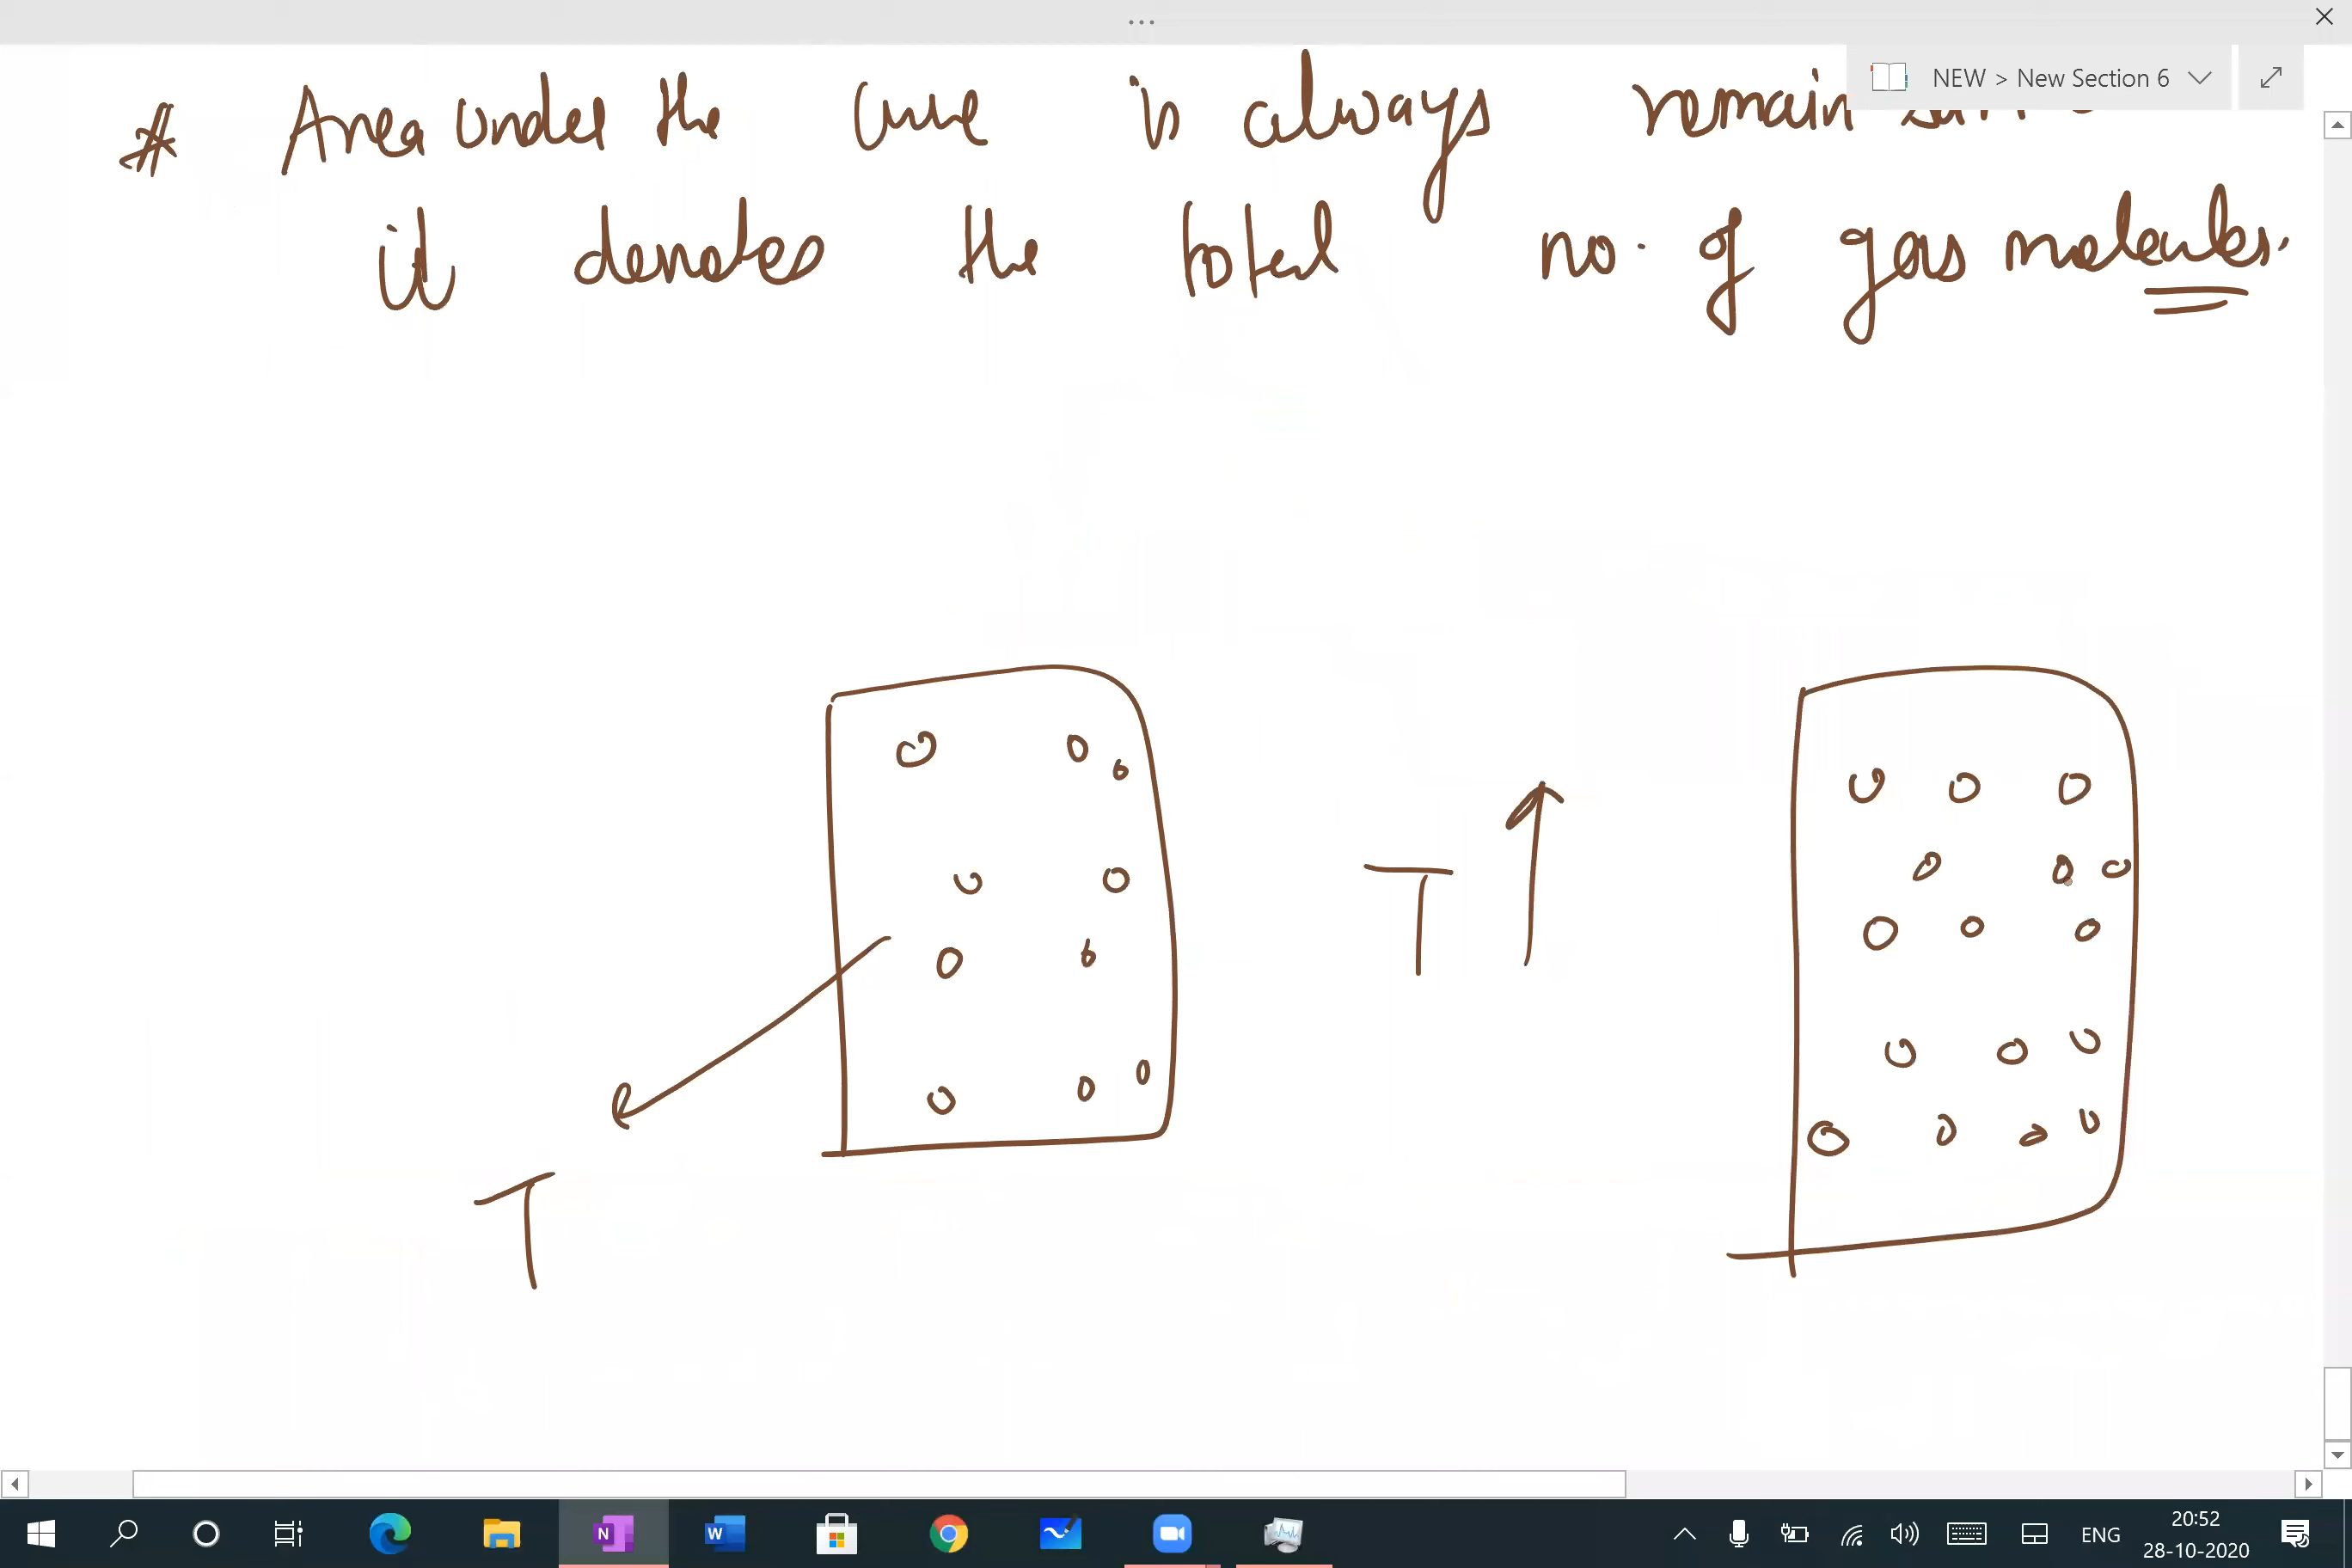 ...
NEW > New Section 6
# Area under the curve is always remain
it denotes the total no. of gas molecules.
T
T
W
N
ENG
20:52
28-10-2020